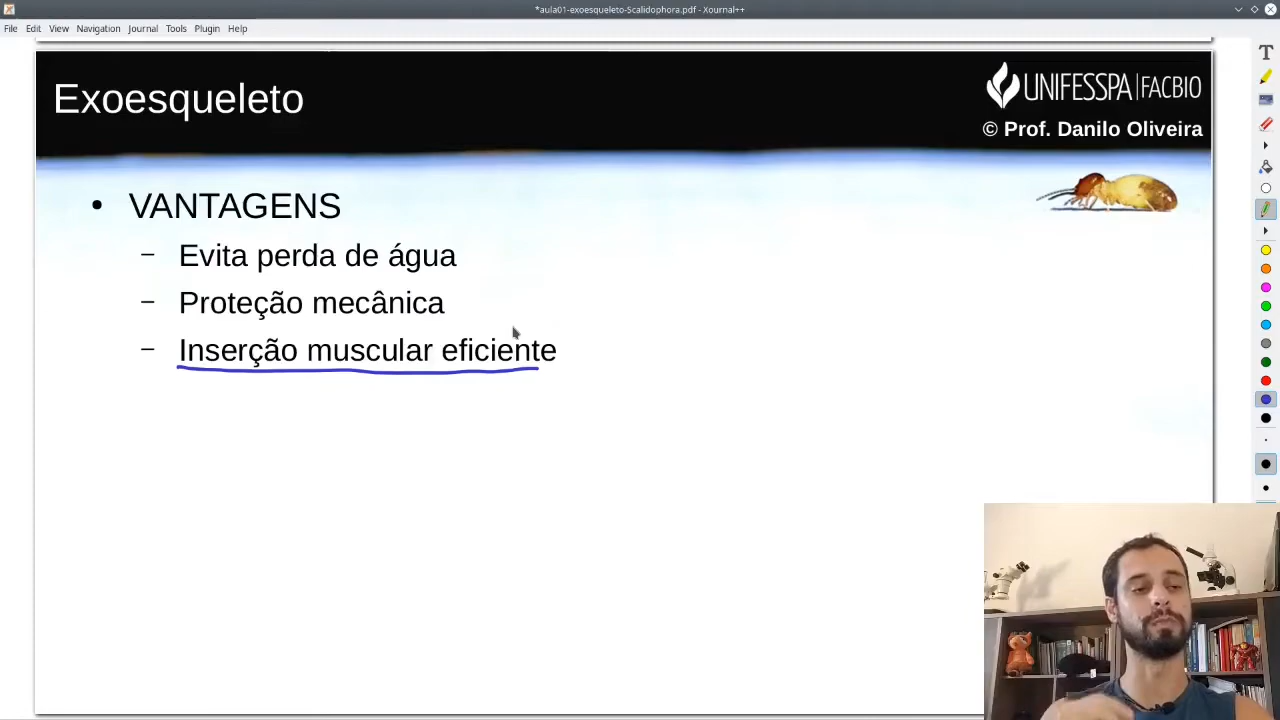 *aula01-exoesqueleto-Scalidophora.pdf - Xournal++
File Edit View Navigation Journal Tools Plugin Help
Exoesqueleto
UNIFESSPA|FACBIO
© Prof. Danilo Oliveira
• VANTAGENS
– Evita perda de água
– Proteção mecânica
– Inserção muscular eficiente
T